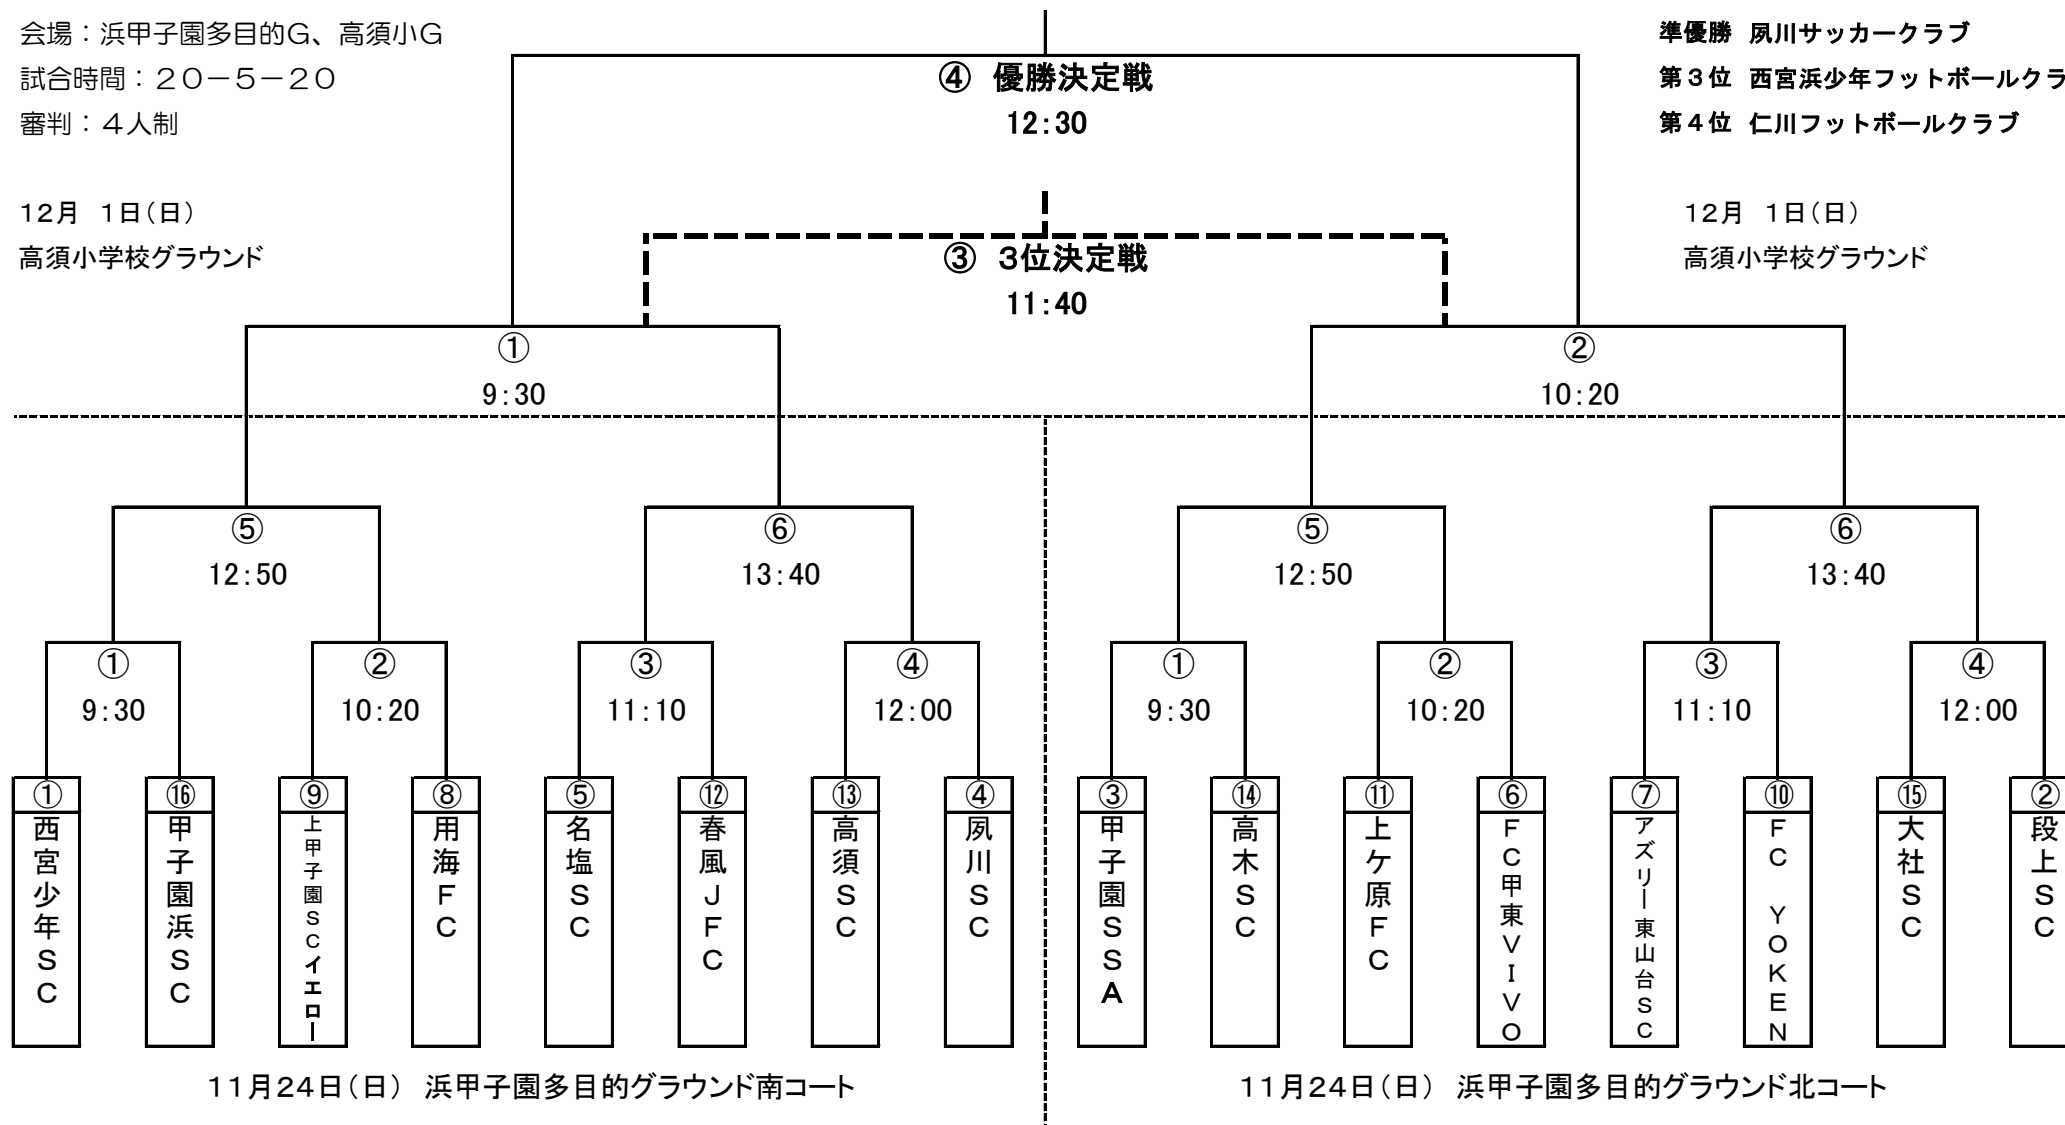 会場：浜甲子園多目的G、高須小G
試合時間：２０－５－２０
審判：４人制
準優勝 夙川サッカークラブ
第３位 西宮浜少年フットボールクラ
第４位 仁川フットボールクラブ
④ 優勝決定戦
12:30
12月 1日(日)
高須小学校グラウンド
12月 1日(日)
高須小学校グラウンド
③ 3位決定戦
11:40
① ②
9:30 10:20
⑤ ⑥ ⑤ ⑥
12:50 13:40 12:50 13:40
① ② ③ ④ ① ② ③ ④
9:30 10:20 11:10 12:00 9:30 10:20 11:10 12:00
① ⑯ ⑨ ⑧ ⑤ ⑫ ⑬ ④ ③ ⑭ ⑪ ⑥ ⑦ ⑩ ⑮ ②
西宮少年ＳＣ
甲子園浜ＳＣ
上甲子園ＳＣイエロー
用海ＦＣ
名塩ＳＣ
春風ＪＦＣ
高須ＳＣ
夙川ＳＣ
甲子園ＳＳＡ
高木ＳＣ
上ケ原ＦＣ
ＦＣ甲東ＶＩＶＯ
アズリー東山台ＳＣ
ＦＣ ＹＯＫＥＮ
大社ＳＣ
段上ＳＣ
11月24日(日) 浜甲子園多目的グラウンド南コート
11月24日(日) 浜甲子園多目的グラウンド北コート